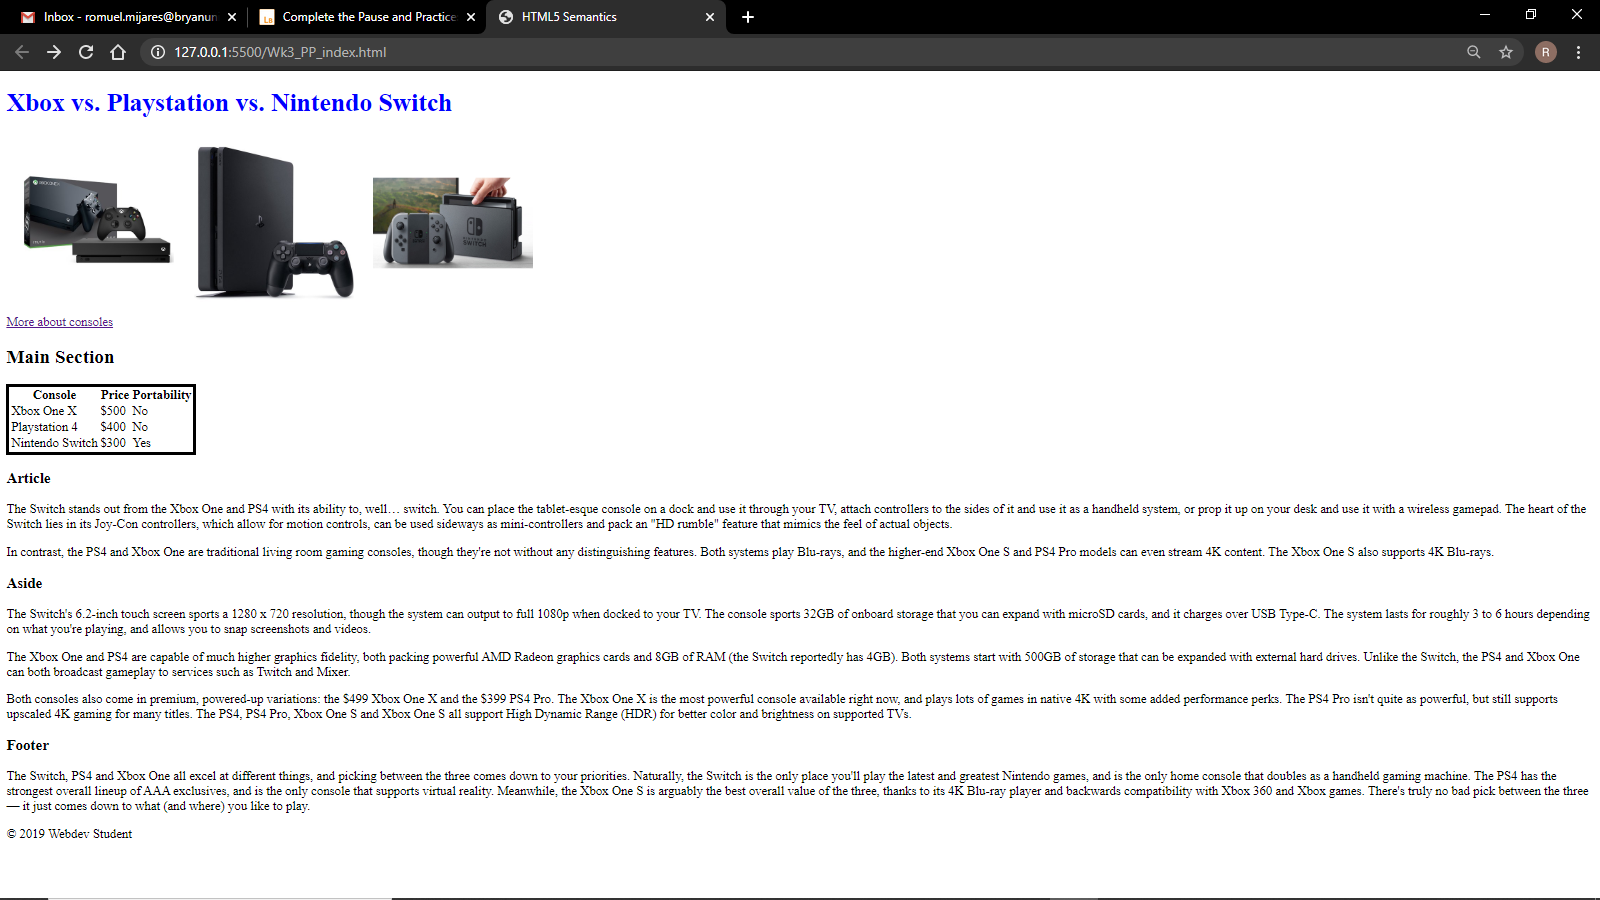 Inbox - romuel.mijares@bryanun
Complete the Pause and Practice
HTML5 Semantics
127.0.0.1:5500/Wk3_PP_index.html
R
Xbox vs. Playstation vs. Nintendo Switch
More about consoles
Main Section
Console Price Portability
Xbox One X $500 No
Playstation 4 $400 No
Nintendo Switch $300 Yes
Article
The Switch stands out from the Xbox One and PS4 with its ability to, well… switch. You can place the tablet-esque console on a dock and use it through your TV, attach controllers to the sides of it and use it as a handheld system, or prop it up on your desk and use it with a wireless gamepad. The heart of the
Switch lies in its Joy-Con controllers, which allow for motion controls, can be used sideways as mini-controllers and pack an "HD rumble" feature that mimics the feel of actual objects.
In contrast, the PS4 and Xbox One are traditional living room gaming consoles, though they're not without any distinguishing features. Both systems play Blu-rays, and the higher-end Xbox One S and PS4 Pro models can even stream 4K content. The Xbox One S also supports 4K Blu-rays.
Aside
The Switch's 6.2-inch touch screen sports a 1280 x 720 resolution, though the system can output to full 1080p when docked to your TV. The console sports 32GB of onboard storage that you can expand with microSD cards, and it charges over USB Type-C. The system lasts for roughly 3 to 6 hours depending
on what you're playing, and allows you to snap screenshots and videos.
The Xbox One and PS4 are capable of much higher graphics fidelity, both packing powerful AMD Radeon graphics cards and 8GB of RAM (the Switch reportedly has 4GB). Both systems start with 500GB of storage that can be expanded with external hard drives. Unlike the Switch, the PS4 and Xbox One
can both broadcast gameplay to services such as Twitch and Mixer.
Both consoles also come in premium, powered-up variations: the $499 Xbox One X and the $399 PS4 Pro. The Xbox One X is the most powerful console available right now, and plays lots of games in native 4K with some added performance perks. The PS4 Pro isn't quite as powerful, but still supports
upscaled 4K gaming for many titles. The PS4, PS4 Pro, Xbox One S and Xbox One S all support High Dynamic Range (HDR) for better color and brightness on supported TVs.
Footer
The Switch, PS4 and Xbox One all excel at different things, and picking between the three comes down to your priorities. Naturally, the Switch is the only place you'll play the latest and greatest Nintendo games, and is the only home console that doubles as a handheld gaming machine. The PS4 has the
strongest overall lineup of AAA exclusives, and is the only console that supports virtual reality. Meanwhile, the Xbox One S is arguably the best overall value of the three, thanks to its 4K Blu-ray player and backwards compatibility with Xbox 360 and Xbox games. There's truly no bad pick between the three
— it just comes down to what (and where) you like to play.
© 2019 Webdev Student